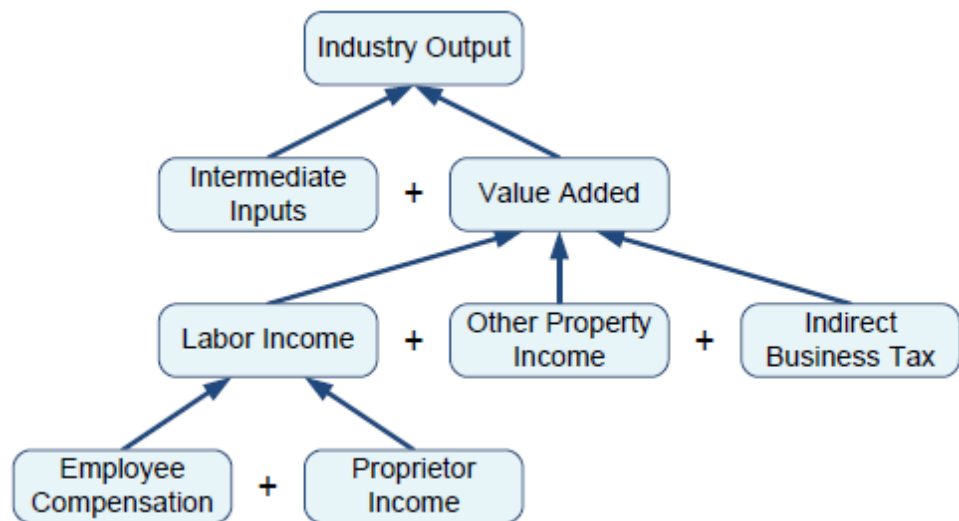 Industry Output
Intermediate
Inputs
+
Value Added
Labor Income
+
Other Property
Income
+
Indirect
Business Tax
Employee
Compensation
+
Proprietor
Income